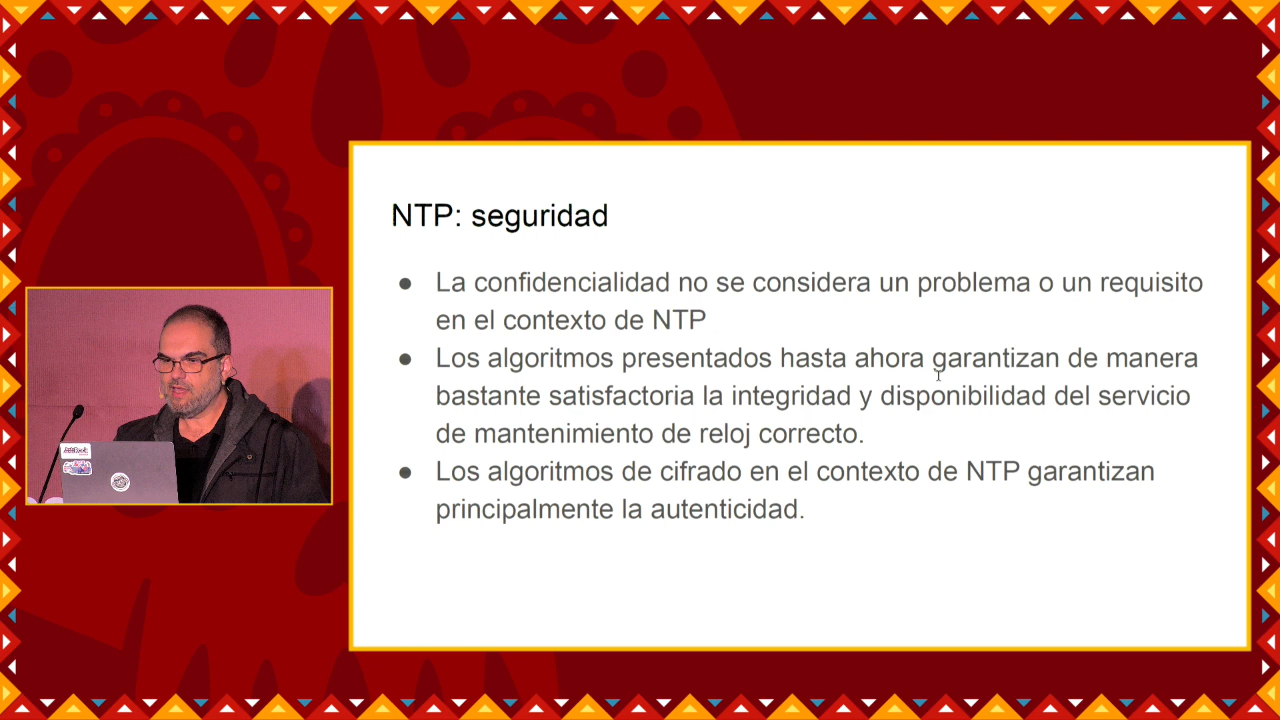 NTP: seguridad
● La confidencialidad no se considera un problema o un requisito
en el contexto de NTP
● Los algoritmos presentados hasta ahora garantizan de manera
bastante satisfactoria la integridad y disponibilidad del servicio
de mantenimiento de reloj correcto.
● Los algoritmos de cifrado en el contexto de NTP garantizan
principalmente la autenticidad.